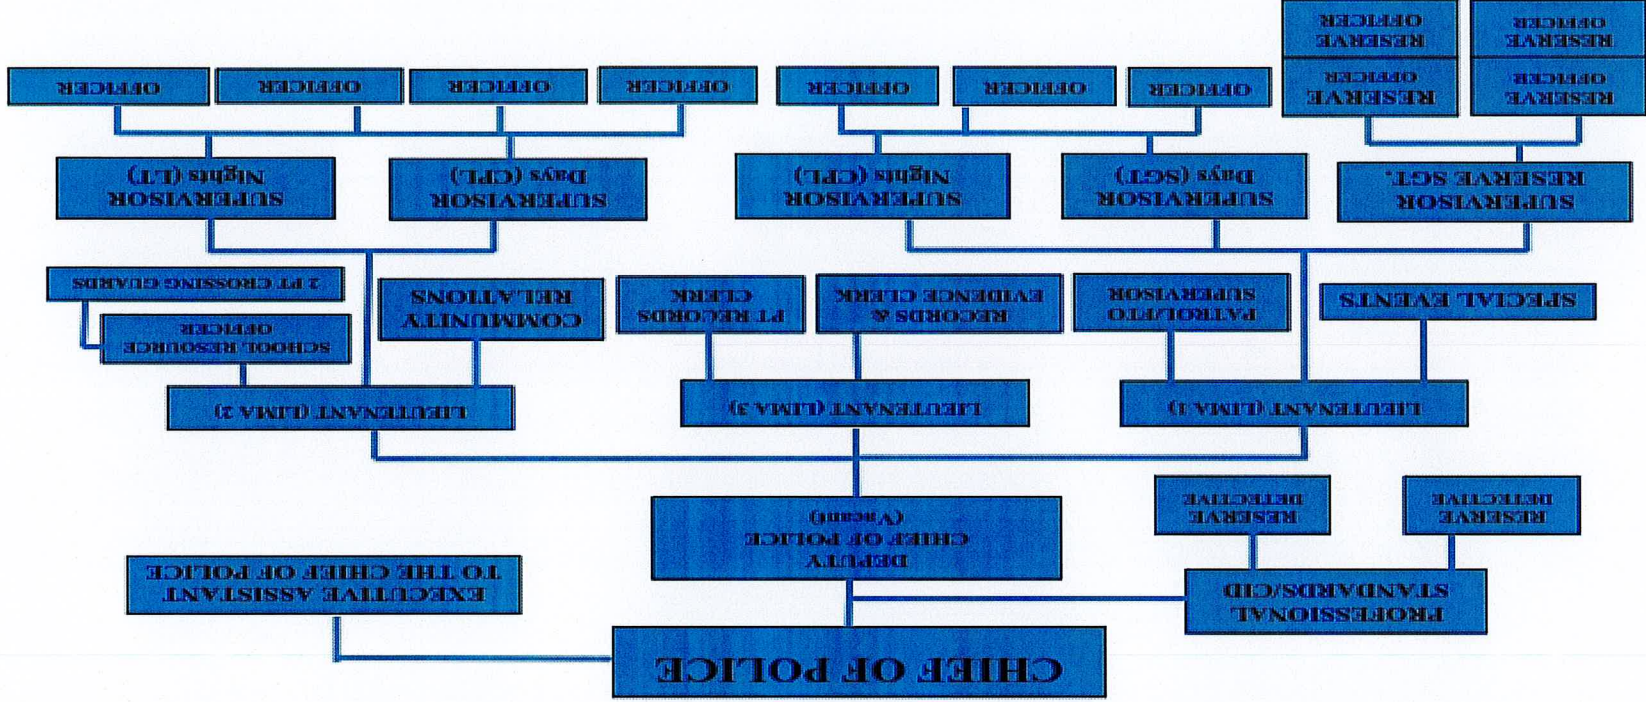 CHIEF OF POLICE
PROFESSIONAL
STANDARDS/CID
EXECUTIVE ASSISTANT
TO THE CHIEF OF POLICE
DEPUTY
CHIEF OF POLICE
(Vacant)
RESERVE
DETECTIVE
RESERVE
DETECTIVE
LIEUTENANT (LIMA 1)
LIEUTENANT (LIMA 3)
LIEUTENANT (LIMA 2)
SPECIAL EVENTS
PATROL/FTO
SUPERVISOR
RECORDS &
EVIDENCE CLERK
PT RECORDS
CLERK
COMMUNITY
RELATIONS
SCHOOL RESOURCE
OFFICER
2 PT CROSSING GUARDS
SUPERVISOR
RESERVE SGT.
SUPERVISOR
Days (SGT)
SUPERVISOR
Nights (CPL)
SUPERVISOR
Days (CPL)
SUPERVISOR
Nights (LT)
RESERVE
OFFICER
RESERVE
OFFICER
RESERVE
OFFICER
RESERVE
OFFICER
OFFICER
OFFICER
OFFICER
OFFICER
OFFICER
OFFICER
OFFICER